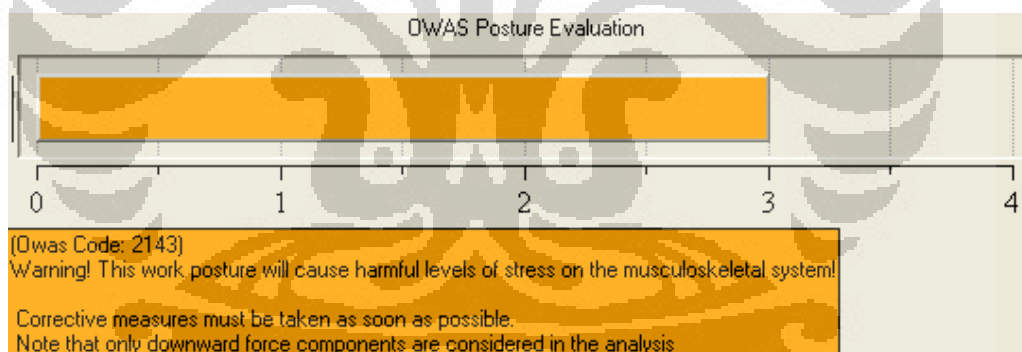 OWAS Posture Evaluation
0 1 2 3 4
(Owas Code: 2143)
Warning! This work posture will cause harmful levels of stress on the musculoskeletal system!
Corrective measures must be taken as soon as possible.
Note that only downward force components are considered in the analysis